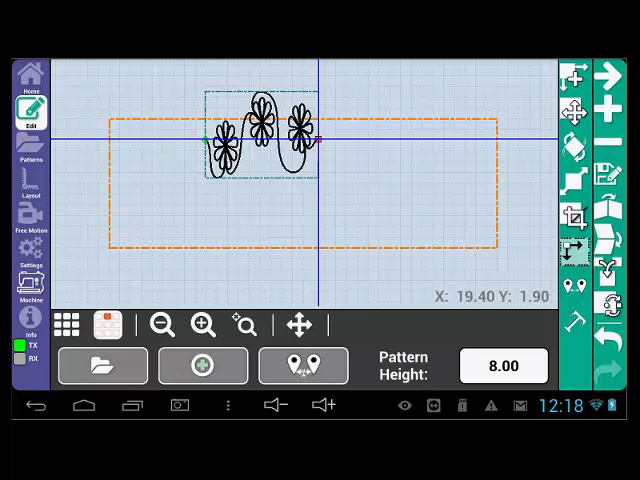 Home
Edit
Patterns
Layout
Free Motion
Settings
Machine
Info
TX
RX
X: 19.40 Y: 1.90
Pattern
Height:
8.00
12:18